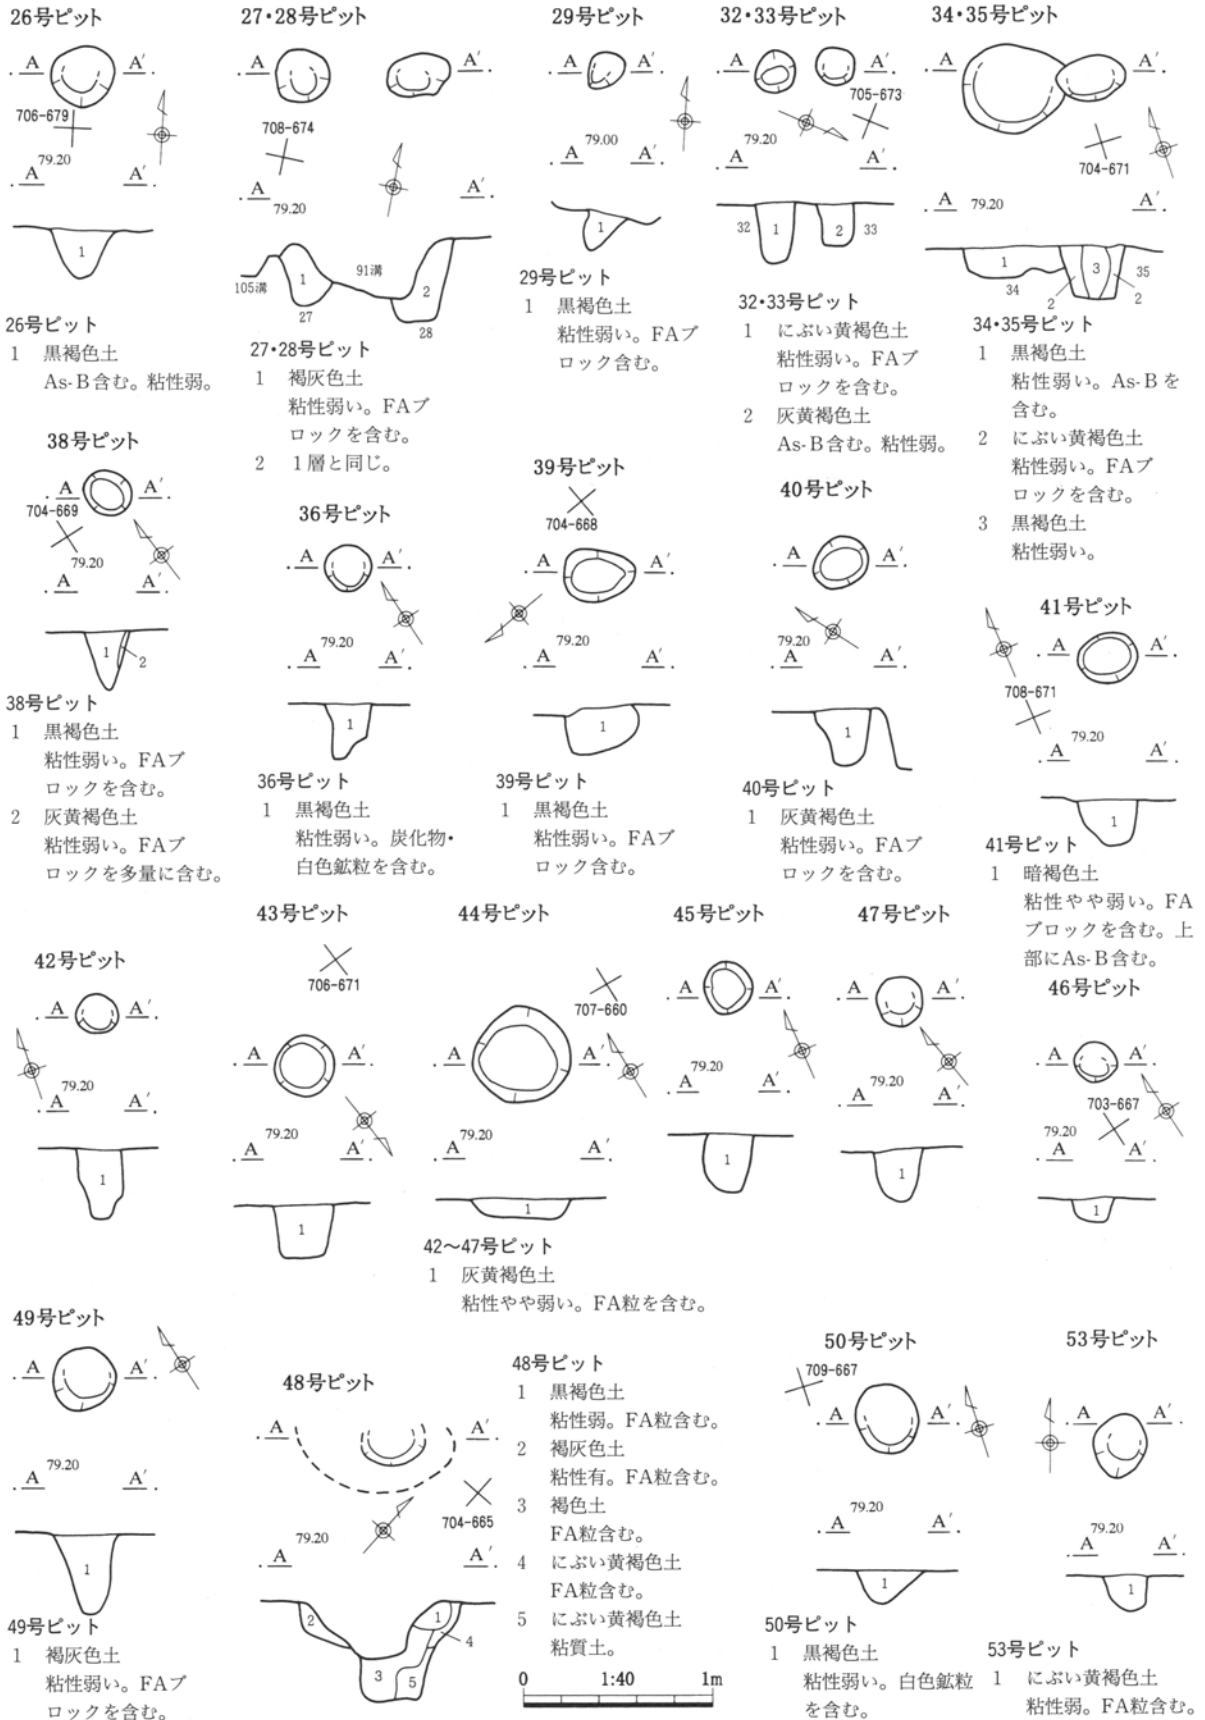 26号ピット
A A′
706-679
79.20
A A′
1
26号ピット
1 黒褐色土
As-B含む。粘性弱。
27・28号ピット
A A′
708-674
A A′
79.20
105溝
1
27
91溝
2
28
27・28号ピット
1 褐灰色土
粘性弱い。FAブ
ロックを含む。
2 1層と同じ。
29号ピット
A A′
79.00
A A′
1
29号ピット
1 黒褐色土
粘性弱い。FAブ
ロック含む。
32・33号ピット
A A′
705-673
79.20
A A′
32 1 2 33
32・33号ピット
1 にぶい黄褐色土
粘性弱い。FAブ
ロックを含む。
2 灰黄褐色土
As-B含む。粘性弱。
34・35号ピット
A A′
704-671
A 79.20 A′
1 3 35
34 2 2
34・35号ピット
1 黒褐色土
粘性弱い。As-Bを
含む。
2 にぶい黄褐色土
粘性弱い。FAブ
ロックを含む。
3 黒褐色土
粘性弱い。
38号ピット
A A′
704-669
79.20
A A′
1 2
38号ピット
1 黒褐色土
粘性弱い。FAブ
ロックを含む。
2 灰黄褐色土
粘性弱い。FAブ
ロックを多量に含む。
36号ピット
A A′
79.20
A A′
1
36号ピット
1 黒褐色土
粘性弱い。炭化物・
白色鉱粒を含む。
39号ピット
704-668
A A′
79.20
A A′
1
39号ピット
1 黒褐色土
粘性弱い。FAブ
ロック含む。
40号ピット
A A′
79.20
A A′
1
40号ピット
1 灰黄褐色土
粘性弱い。FAブ
ロックを含む。
41号ピット
A A′
708-671
79.20
A A′
1
41号ピット
1 暗褐色土
粘性やや弱い。FA
ブロックを含む。上
部にAs-B含む。
42号ピット
A A′
79.20
A A′
1
43号ピット
706-671
A A′
79.20
A A′
1
44号ピット
707-660
A A′
79.20
A A′
1
45号ピット
A A′
79.20
A A′
1
47号ピット
A A′
79.20
A A′
1
46号ピット
A A′
703-667
79.20
A A′
1
42～47号ピット
1 灰黄褐色土
粘性やや弱い。FA粒を含む。
49号ピット
A A′
79.20
A A′
1
49号ピット
1 褐灰色土
粘性弱い。FAブ
ロックを含む。
48号ピット
A A′
704-665
79.20
A A′
2 1
4
3 5
48号ピット
1 黒褐色土
粘性弱。FA粒含む。
2 褐灰色土
粘性有。FA粒含む。
3 褐色土
FA粒含む。
4 にぶい黄褐色土
FA粒含む。
5 にぶい黄褐色土
粘質土。
0 1:40 1m
50号ピット
709-667
A A′
79.20
A A′
1
50号ピット
1 黒褐色土
粘性弱い。白色鉱粒
を含む。
53号ピット
A A′
79.20
A A′
1
53号ピット
1 にぶい黄褐色土
粘性弱。FA粒含む。